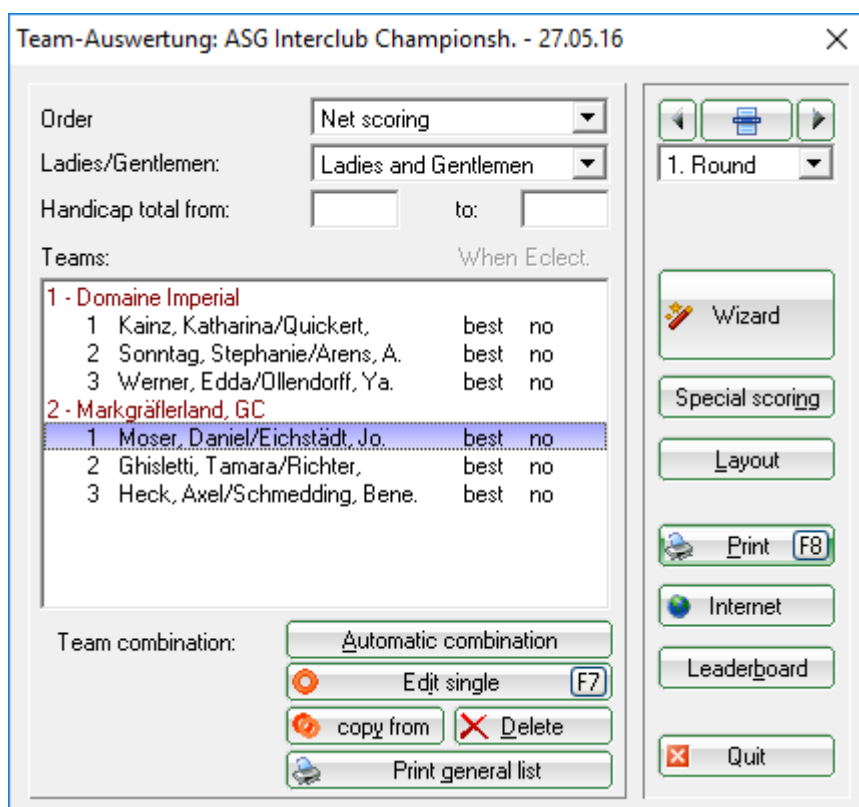 Team-Auswertung: ASG Interclub Championsh. - 27.05.16
Order Net scoring
Ladies/Gentlemen: Ladies and Gentlemen
Handicap total from: to:
Teams: When Eclect.
1 - Domaine Imperial
1 Kainz, Katharina/Quickert, best no
2 Sonntag, Stephanie/Arens, A. best no
3 Werner, Edda/Ollendorff, Ya. best no
2 - Markgräflerland, GC
1 Moser, Daniel/Eichstädt, Jo. best no
2 Ghisletti, Tamara/Richter, best no
3 Heck, Axel/Schmedding, Bene. best no
Team combination: Automatic combination
Edit single F7
copy from Delete
Print general list
1. Round
Wizard
Special scoring
Layout
Print F8
Internet
Leaderboard
Quit